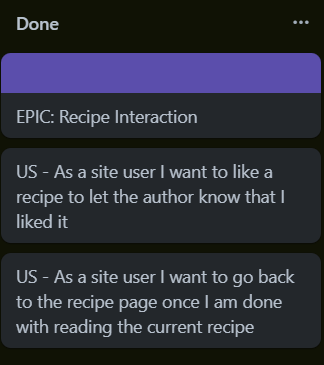 Done
EPIC: Recipe Interaction
US - As a site user I want to like a
recipe to let the author know that I
liked it
US - As a site user I want to go back
to the recipe page once I am done
with reading the current recipe